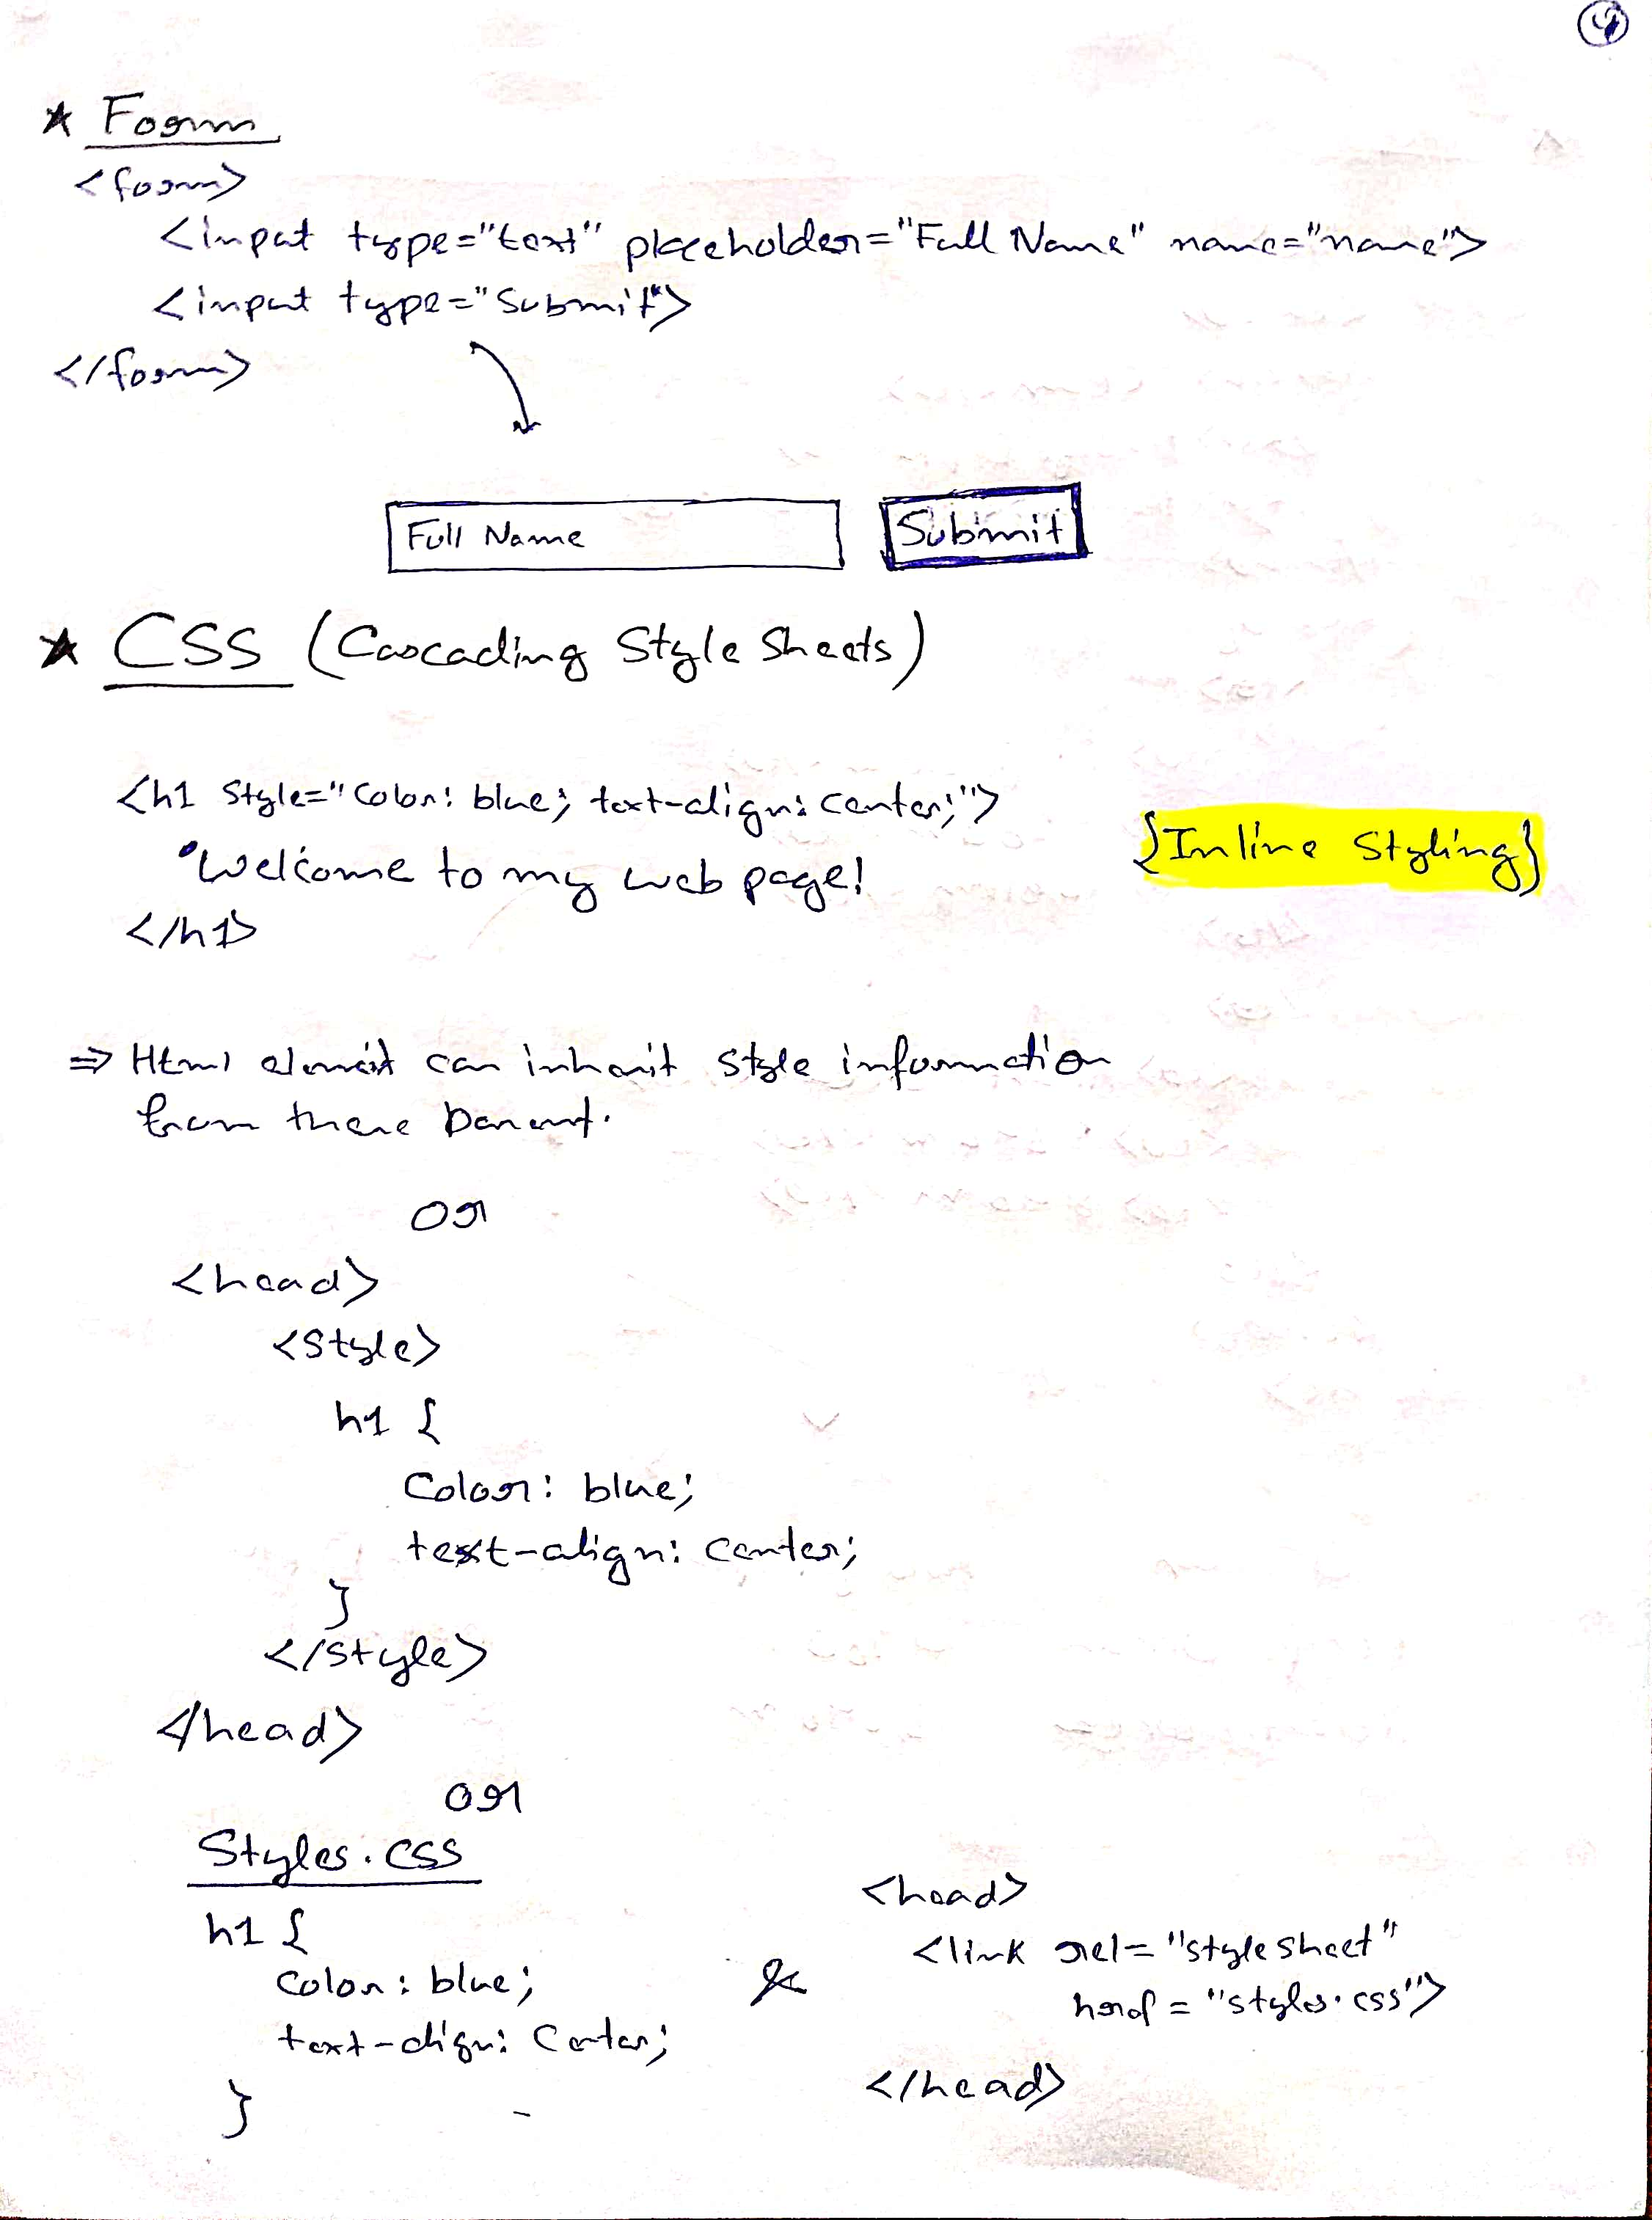 4
* Form
<form>
<input type="text" placeholder="Full Name" name="name">
<input type="Submit">
</form>
Full Name
Submit
* CSS (Cascading Style Sheets)
<h1 Style="Color: blue; text-align: center;">
Welcome to my web page!
</h1>
{Inline Styling}
⇒ Html element can inherit style information
from there parent.
or
<head>
<Style>
h1 {
Color: blue;
text-align: center;
}
</style>
</head>
or
Styles.css
h1 {
Color: blue;
text-align: Center;
}
&
<head>
<link rel="stylesheet"
href="styles.css">
</head>